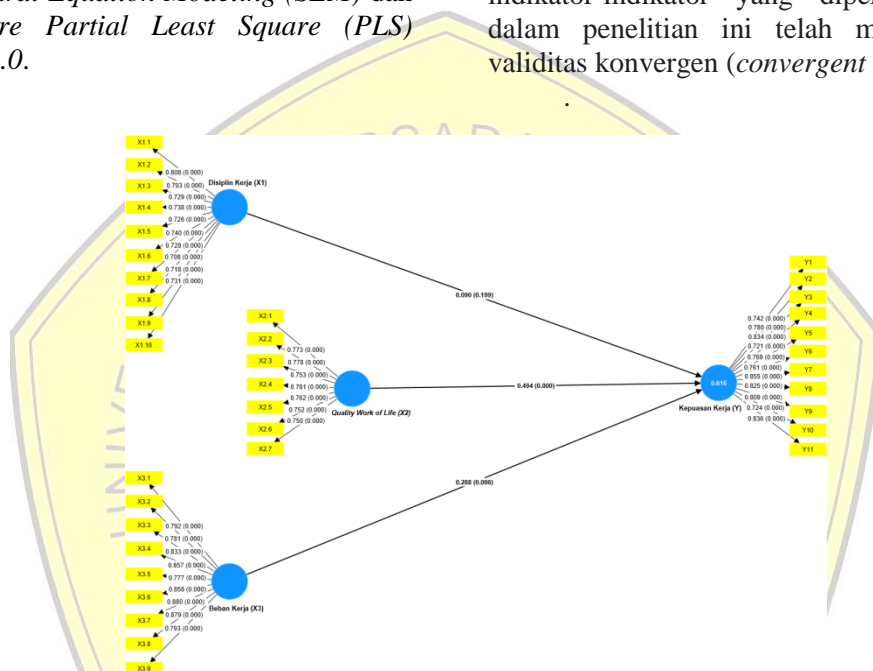 ral Equation Modeling (SEM) dan
re Partial Least Square (PLS)
.0.
indikator-indikator yang diper
dalam penelitian ini telah m
validitas konvergen (convergent
.
X1.1
X1.2
X1.3
X1.4
X1.5
X1.6
X1.7
X1.8
X1.9
X1.10
0.808 (0.000)
0.793 (0.000)
0.729 (0.000)
0.738 (0.000)
0.726 (0.000)
0.740 (0.000)
0.728 (0.000)
0.708 (0.000)
0.718 (0.000)
0.731 (0.000)
Disiplin Kerja (X1)
0.090 (0.199)
X2.1
X2.2
X2.3
X2.4
X2.5
X2.6
X2.7
0.773 (0.000)
0.778 (0.000)
0.753 (0.000)
0.781 (0.000)
0.762 (0.000)
0.752 (0.000)
0.750 (0.000)
Quality Work of Life (X2)
0.494 (0.000)
X3.1
X3.2
X3.3
X3.4
X3.5
X3.6
X3.7
X3.8
X3.9
0.792 (0.000)
0.781 (0.000)
0.833 (0.000)
0.857 (0.000)
0.777 (0.000)
0.858 (0.000)
0.880 (0.000)
0.879 (0.000)
0.793 (0.000)
Beban Kerja (X3)
0.288 (0.006)
0.616
Kepuasan Kerja (Y)
0.742 (0.000)
0.780 (0.000)
0.834 (0.000)
0.721 (0.000)
0.768 (0.000)
0.761 (0.000)
0.855 (0.000)
0.825 (0.000)
0.809 (0.000)
0.724 (0.000)
0.836 (0.000)
Y1
Y2
Y3
Y4
Y5
Y6
Y7
Y8
Y9
Y10
Y11